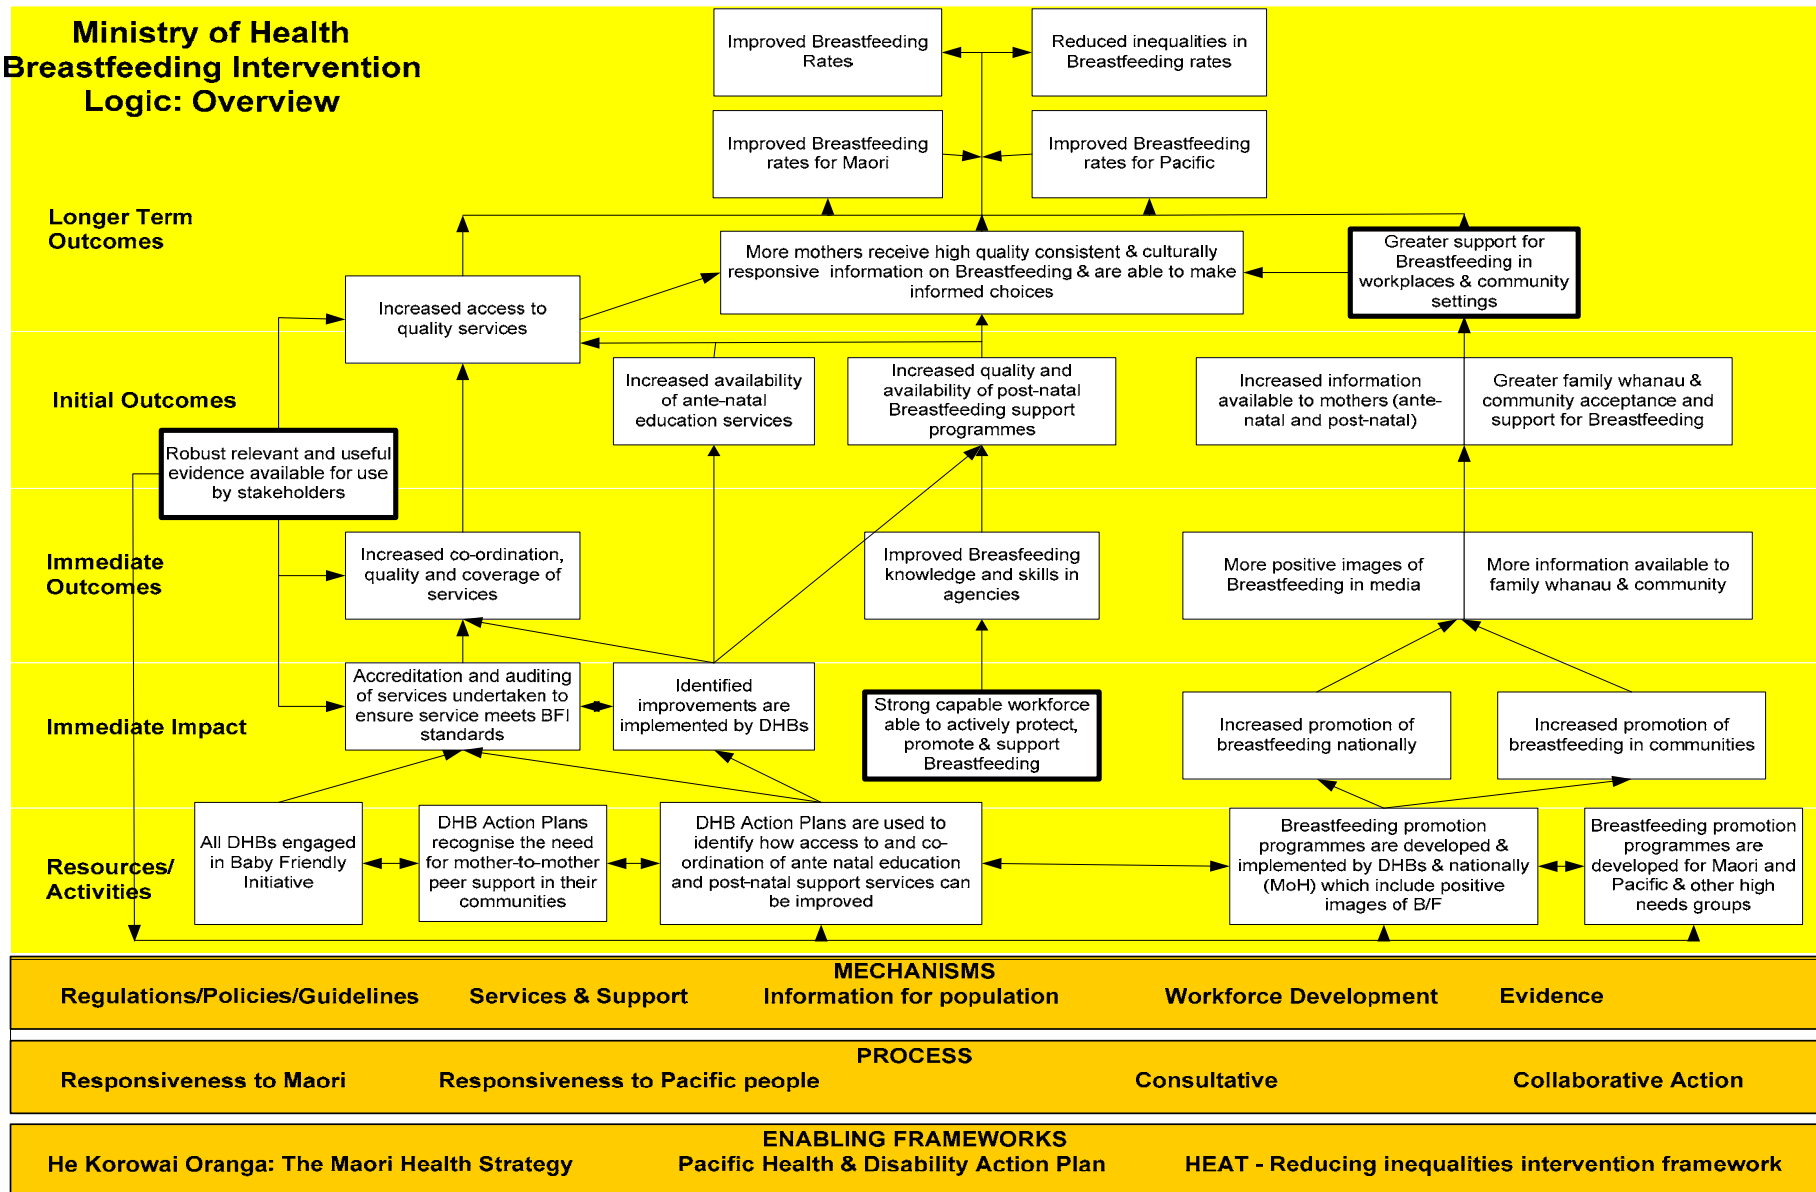 Ministry of Health
Breastfeeding Intervention
Logic: Overview
Improved Breastfeeding
Rates
Reduced inequalities in
Breastfeeding rates
Improved Breastfeeding
rates for Maori
Improved Breastfeeding
rates for Pacific
Longer Term
Outcomes
More mothers receive high quality consistent & culturally
responsive information on Breastfeeding & are able to make
informed choices
Greater support for
Breastfeeding in
workplaces & community
settings
Increased access to
quality services
Initial Outcomes
Increased availability
of ante-natal
education services
Increased quality and
availability of post-natal
Breastfeeding support
programmes
Increased information
available to mothers (ante-
natal and post-natal)
Greater family whanau &
community acceptance and
support for Breastfeeding
Robust relevant and useful
evidence available for use
by stakeholders
Immediate
Outcomes
Increased co-ordination,
quality and coverage of
services
Improved Breasfeeding
knowledge and skills in
agencies
More positive images of
Breastfeeding in media
More information available to
family whanau & community
Immediate Impact
Accreditation and auditing
of services undertaken to
ensure service meets BFI
standards
Identified
improvements are
implemented by DHBs
Strong capable workforce
able to actively protect,
promote & support
Breastfeeding
Increased promotion of
breastfeeding nationally
Increased promotion of
breastfeeding in communities
Resources/
Activities
All DHBs engaged
in Baby Friendly
Initiative
DHB Action Plans
recognise the need
for mother-to-mother
peer support in their
communities
DHB Action Plans are used to
identify how access to and co-
ordination of ante natal education
and post-natal support services can
be improved
Breastfeeding promotion
programmes are developed &
implemented by DHBs & nationally
(MoH) which include positive
images of B/F
Breastfeeding promotion
programmes are
developed for Maori and
Pacific & other high
needs groups
MECHANISMS
Regulations/Policies/Guidelines Services & Support Information for population Workforce Development Evidence
PROCESS
Responsiveness to Maori Responsiveness to Pacific people Consultative Collaborative Action
ENABLING FRAMEWORKS
He Korowai Oranga: The Maori Health Strategy Pacific Health & Disability Action Plan HEAT - Reducing inequalities intervention framework